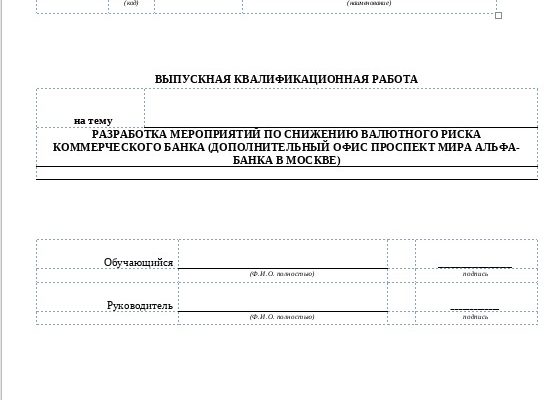 (код) (наименование)
ВЫПУСКНАЯ КВАЛИФИКАЦИОННАЯ РАБОТА
на тему
РАЗРАБОТКА МЕРОПРИЯТИЙ ПО СНИЖЕНИЮ ВАЛЮТНОГО РИСКА
КОММЕРЧЕСКОГО БАНКА (ДОПОЛНИТЕЛЬНЫЙ ОФИС ПРОСПЕКТ МИРА АЛЬФА-
БАНКА В МОСКВЕ)
Обучающийся
(Ф.И.О. полностью) подпись
Руководитель
(Ф.И.О. полностью) подпись